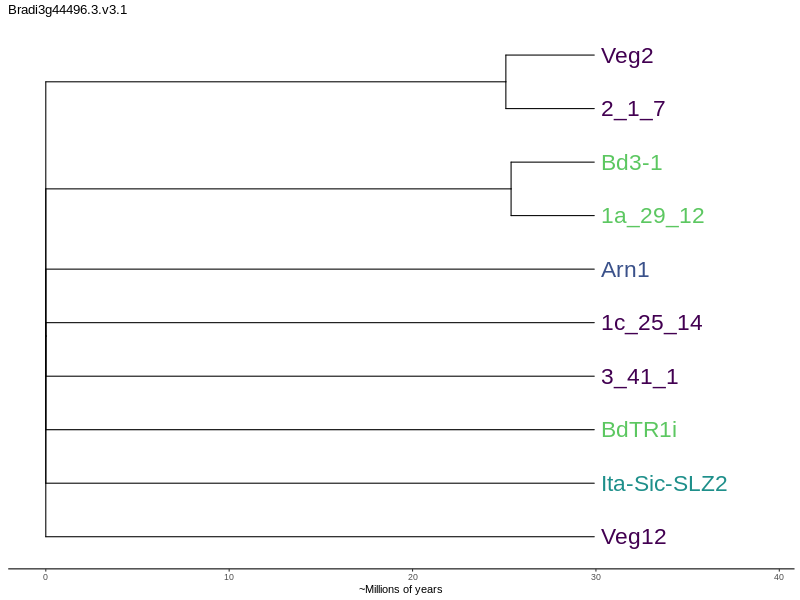 Bradi3g44496.3.v3.1
Veg2
2_1_7
Bd3-1
1a_29_12
Arn1
1c_25_14
3_41_1
BdTR1i
Ita-Sic-SLZ2
Veg12
0 10 20 30 40
~Millions of years